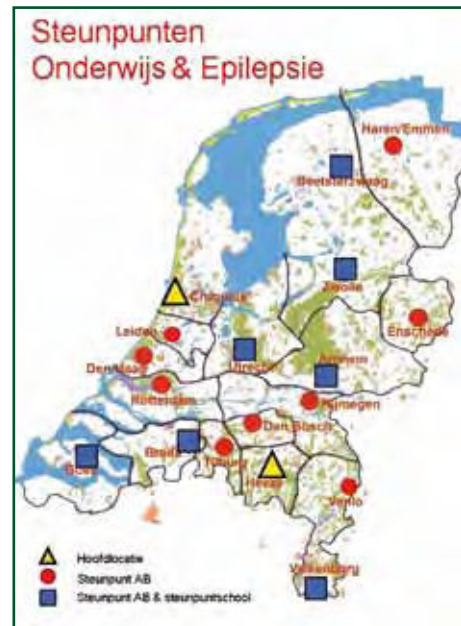 Steunpunten
Onderwijs & Epilepsie
Haren/Emmen
Beetsterzwaag
Zwolle
Cruquius
Enschede
Leiden
Den Haag
Utrecht
Arnhem
Rotterdam
Nijmegen
Den Bosch
Goes
Breda
Tilburg
Heeze
Venlo
Valkenburg
Hoofdlocatie
Steunpunt AB
Steunpunt AB & steunpuntschool